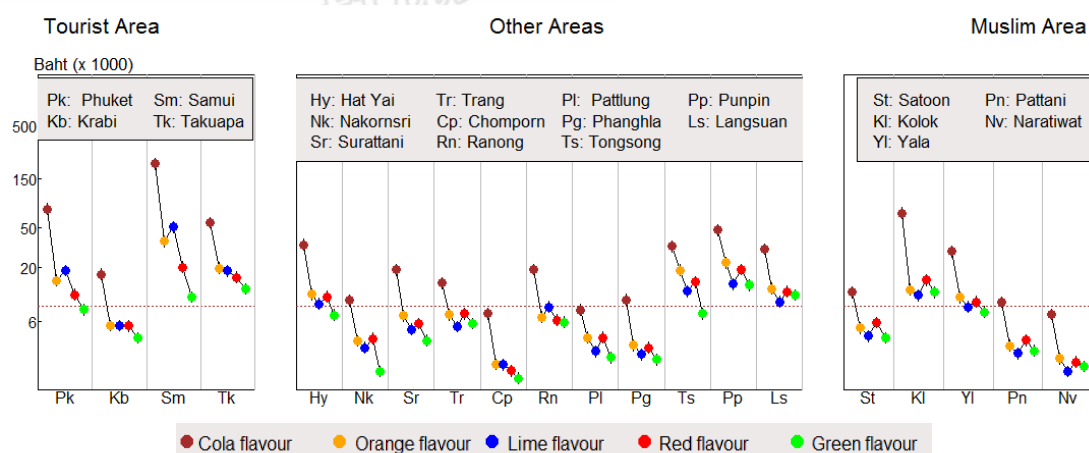 Tourist Area
Other Areas
Muslim Area
Baht (x 1000)
Pk: Phuket Sm: Samui
Kb: Krabi Tk: Takuapa
Hy: Hat Yai Tr: Trang Pl: Pattlung Pp: Punpin
Nk: Nakornsri Cp: Chomporn Pg: Phanghla Ls: Langsuan
Sr: Surattani Rn: Ranong Ts: Tongsong
St: Satoon Pn: Pattani
Kl: Kolok Nv: Naratiwat
Yl: Yala
500
150
50
20
6
Pk Kb Sm Tk Hy Nk Sr Tr Cp Rn Pl Pg Ts Pp Ls St Kl Yl Pn Nv
Cola flavour Orange flavour Lime flavour Red flavour Green flavour